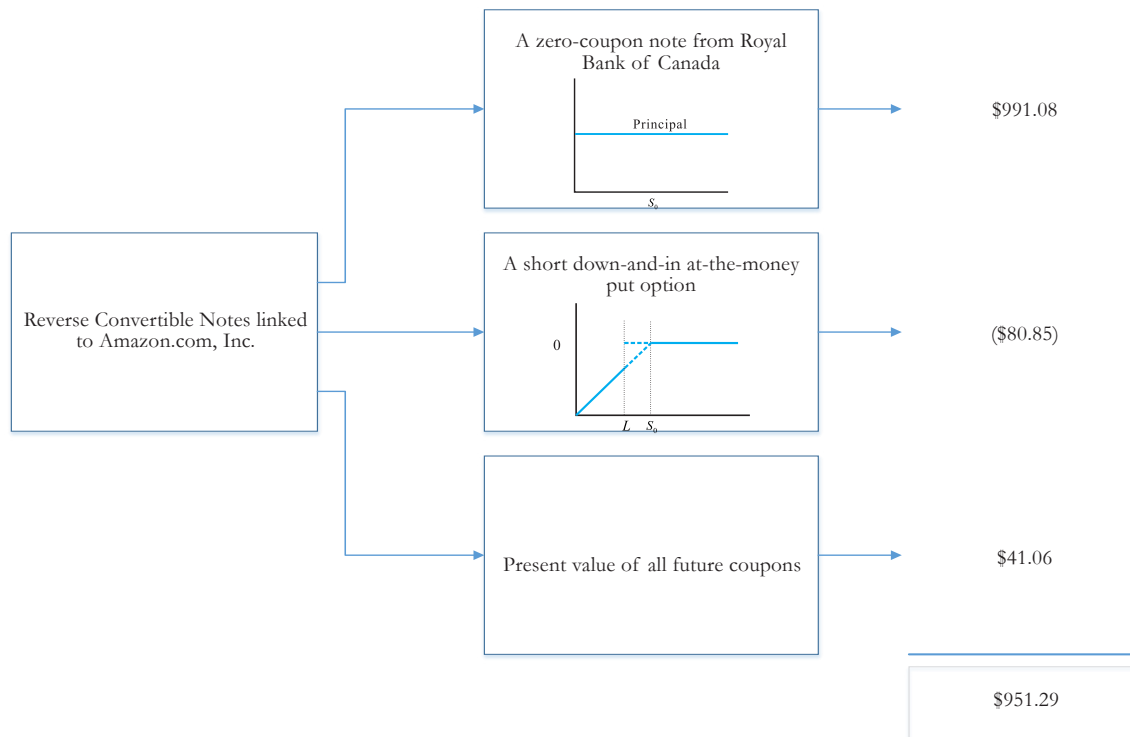 A zero-coupon note from Royal
Bank of Canada
Principal
S₀
$991.08
Reverse Convertible Notes linked
to Amazon.com, Inc.
A short down-and-in at-the-money
put option
0
L S₀
($80.85)
Present value of all future coupons
$41.06
$951.29